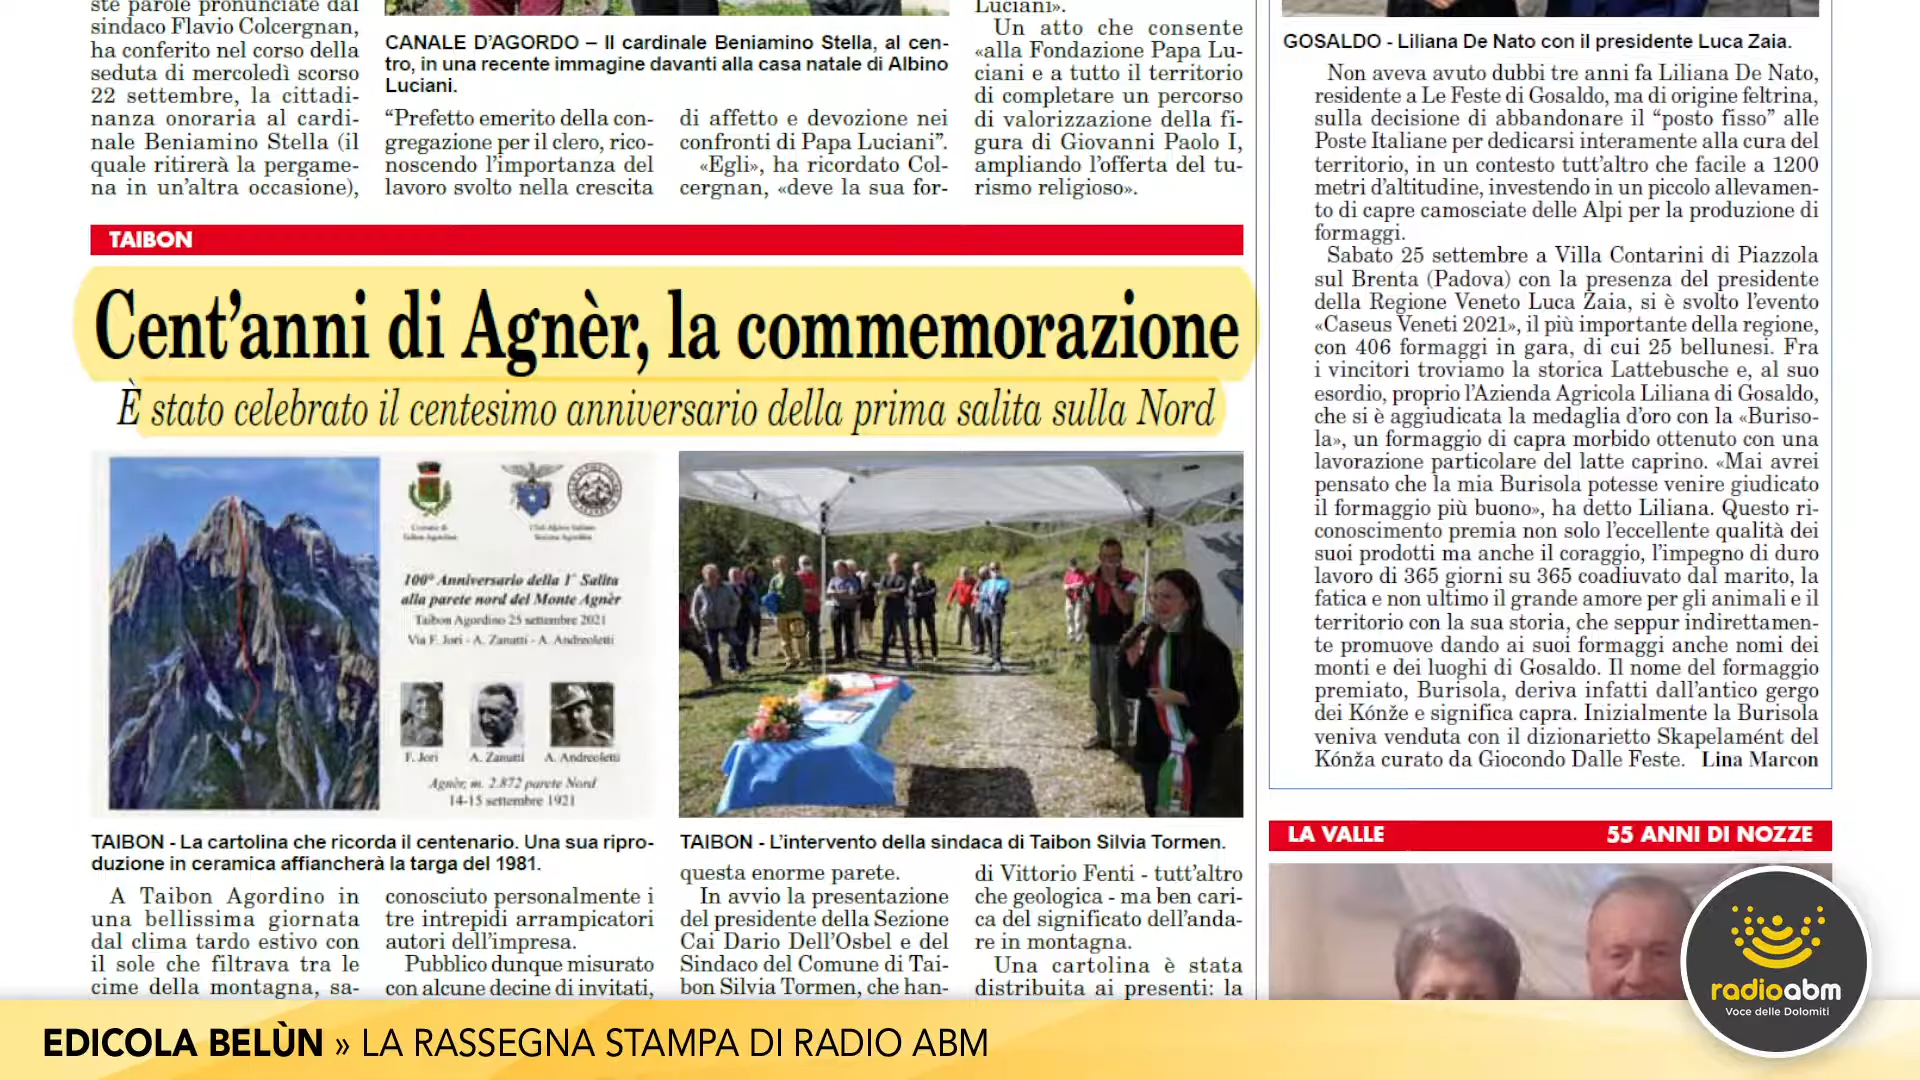 ste parole pronunciate dal
sindaco Flavio Colcergnan,
ha conferito nel corso della
seduta di mercoledì scorso
22 settembre, la cittadi-
nanza onoraria al cardi-
nale Beniamino Stella (il
quale ritirerà la pergame-
na in un'altra occasione),
CANALE D'AGORDO – Il cardinale Beniamino Stella, al cen-
tro, in una recente immagine davanti alla casa natale di Albino
Luciani.
“Prefetto emerito della con-
gregazione per il clero, rico-
noscendo l'importanza del
lavoro svolto nella crescita
di affetto e devozione nei
confronti di Papa Luciani”.
«Egli», ha ricordato Col-
cergnan, «deve la sua for-
Luciani».
Un atto che consente
«alla Fondazione Papa Lu-
ciani e a tutto il territorio
di completare un percorso
di valorizzazione della fi-
gura di Giovanni Paolo I,
ampliando l'offerta del tu-
rismo religioso».
TAIBON
Cent'anni di Agnèr, la commemorazione
È stato celebrato il centesimo anniversario della prima salita sulla Nord
Comune di
Taibon Agordino
Club Alpino Italiano
Sezione Agordina
100° Anniversario della 1^ Salita
alla parete nord del Monte Agnèr
Taibon Agordino 25 settembre 2021
Via F. Jori - A. Zanutti - A. Andreoletti
F. Jori
A. Zanutti
A. Andreoletti
Agnèr, m. 2.872 parete Nord
14-15 settembre 1921
TAIBON - La cartolina che ricorda il centenario. Una sua ripro-
duzione in ceramica affiancherà la targa del 1981.
TAIBON - L'intervento della sindaca di Taibon Silvia Tormen.
A Taibon Agordino in
una bellissima giornata
dal clima tardo estivo con
il sole che filtrava tra le
cime della montagna, sa-
conosciuto personalmente i
tre intrepidi arrampicatori
autori dell'impresa.
Pubblico dunque misurato
con alcune decine di invitati,
questa enorme parete.
In avvio la presentazione
del presidente della Sezione
Cai Dario Dell'Osbel e del
Sindaco del Comune di Tai-
bon Silvia Tormen, che han-
di Vittorio Fenti - tutt'altro
che geologica - ma ben cari-
ca del significato dell'anda-
re in montagna.
Una cartolina è stata
distribuita ai presenti: la
GOSALDO - Liliana De Nato con il presidente Luca Zaia.
Non aveva avuto dubbi tre anni fa Liliana De Nato,
residente a Le Feste di Gosaldo, ma di origine feltrina,
sulla decisione di abbandonare il “posto fisso” alle
Poste Italiane per dedicarsi interamente alla cura del
territorio, in un contesto tutt'altro che facile a 1200
metri d'altitudine, investendo in un piccolo allevamen-
to di capre camosciate delle Alpi per la produzione di
formaggi.
Sabato 25 settembre a Villa Contarini di Piazzola
sul Brenta (Padova) con la presenza del presidente
della Regione Veneto Luca Zaia, si è svolto l'evento
«Caseus Veneti 2021», il più importante della regione,
con 406 formaggi in gara, di cui 25 bellunesi. Fra
i vincitori troviamo la storica Lattebusche e, al suo
esordio, proprio l'Azienda Agricola Liliana di Gosaldo,
che si è aggiudicata la medaglia d'oro con la «Buriso-
la», un formaggio di capra morbido ottenuto con una
lavorazione particolare del latte caprino. «Mai avrei
pensato che la mia Burisola potesse venire giudicato
il formaggio più buono», ha detto Liliana. Questo ri-
conoscimento premia non solo l'eccellente qualità dei
suoi prodotti ma anche il coraggio, l'impegno di duro
lavoro di 365 giorni su 365 coadiuvato dal marito, la
fatica e non ultimo il grande amore per gli animali e il
territorio con la sua storia, che seppur indirettamen-
te promuove dando ai suoi formaggi anche nomi dei
monti e dei luoghi di Gosaldo. Il nome del formaggio
premiato, Burisola, deriva infatti dall'antico gergo
dei Kónže e significa capra. Inizialmente la Burisola
veniva venduta con il dizionarietto Skapelamént del
Kónža curato da Giocondo Dalle Feste. Lina Marcon
LA VALLE 55 ANNI DI NOZZE
radioabm
Voce delle Dolomiti
EDICOLA BELÙN » LA RASSEGNA STAMPA DI RADIO ABM